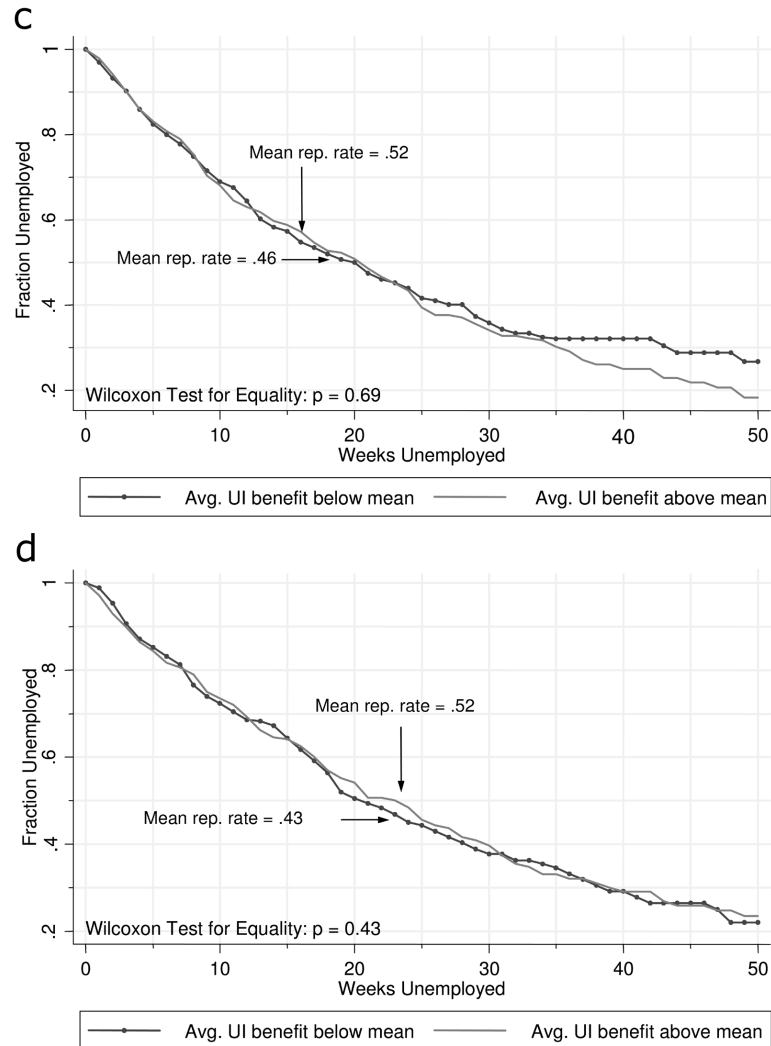 c
Fraction Unemployed
1
.8
.6
.4
.2
Mean rep. rate = .52
Mean rep. rate = .46
Wilcoxon Test for Equality: p = 0.69
0 10 20 30 40 50
Weeks Unemployed
Avg. UI benefit below mean Avg. UI benefit above mean
d
Fraction Unemployed
1
.8
.6
.4
.2
Mean rep. rate = .52
Mean rep. rate = .43
Wilcoxon Test for Equality: p = 0.43
0 10 20 30 40 50
Weeks Unemployed
Avg. UI benefit below mean Avg. UI benefit above mean